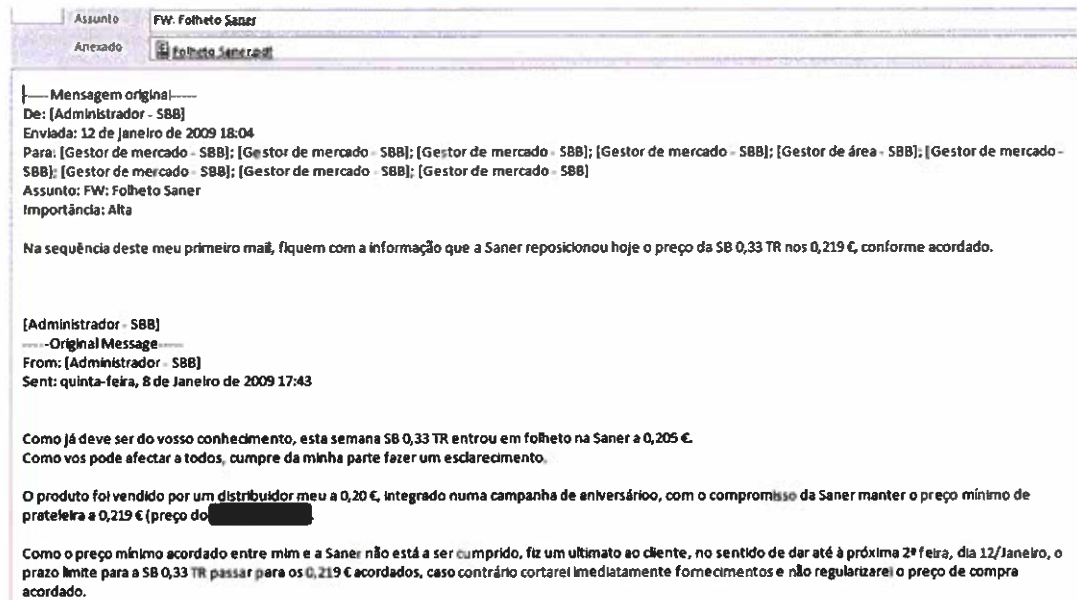 Assunto FW: Folheto Saner
Anexado Folheto Saner.pdf
----- Mensagem original-----
De: [Administrador - SBB]
Enviada: 12 de janeiro de 2009 18:04
Para: [Gestor de mercado - SBB]; [Gestor de mercado - SBB]; [Gestor de mercado - SBB]; [Gestor de mercado - SBB]; [Gestor de área - SBB]; [Gestor de mercado -
SBB]; [Gestor de mercado - SBB]; [Gestor de mercado - SBB]; [Gestor de mercado - SBB]
Assunto: FW: Folheto Saner
Importância: Alta
Na sequência deste meu primeiro mail, fiquem com a informação que a Saner reposicionou hoje o preço da SB 0,33 TR nos 0,219 €, conforme acordado.
[Administrador - SBB]
-----Original Message-----
From: [Administrador - SBB]
Sent: quinta-feira, 8 de Janeiro de 2009 17:43
Como já deve ser do vosso conhecimento, esta semana SB 0,33 TR entrou em folheto na Saner a 0,205 €.
Como vos pode afectar a todos, cumpre da minha parte fazer um esclarecimento.
O produto foi vendido por um distribuidor meu a 0,20 €, integrado numa campanha de aniversárioo, com o compromisso da Saner manter o preço mínimo de
prateleira a 0,219 € (preço do
Como o preço mínimo acordado entre mim e a Saner não está a ser cumprido, fiz um ultimato ao cliente, no sentido de dar até à próxima 2ª feira, dia 12/Janeiro, o
prazo limite para a SB 0,33 TR passar para os 0,219 € acordados, caso contrário cortarei imediatamente fornecimentos e não regularizarei o preço de compra
acordado.